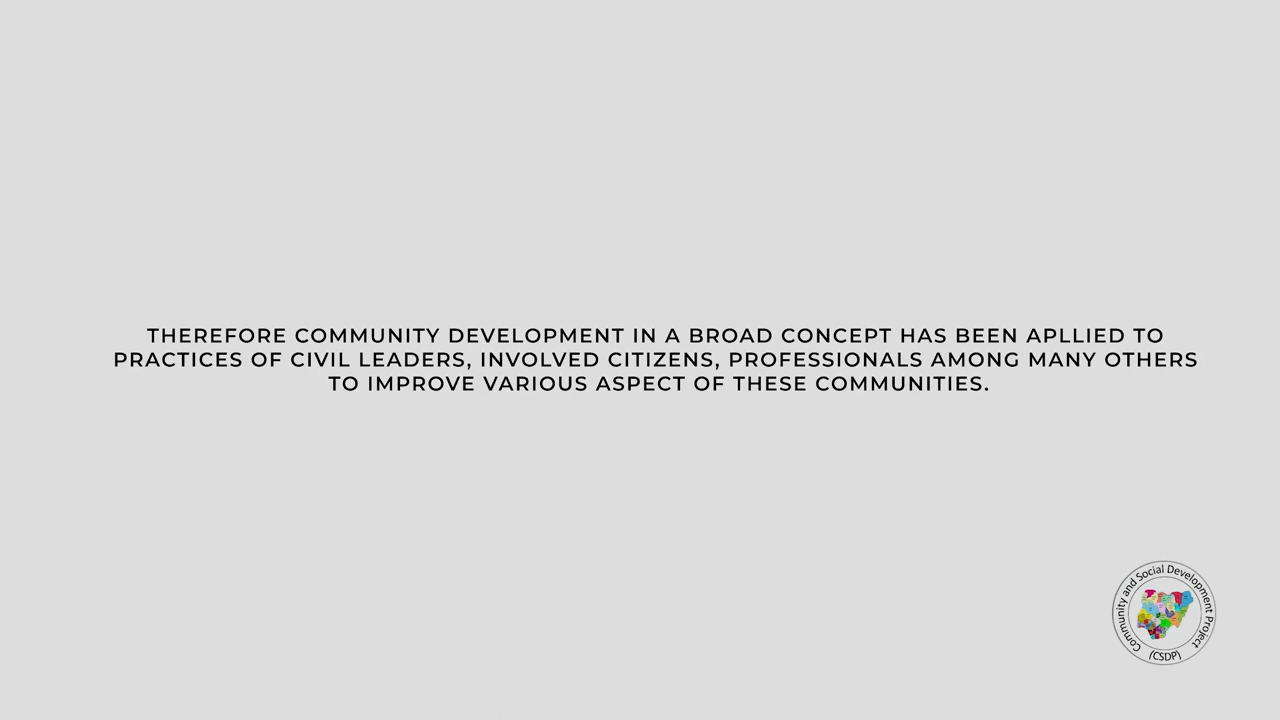 THEREFORE COMMUNITY DEVELOPMENT IN A BROAD CONCEPT HAS BEEN APLLIED TO
PRACTICES OF CIVIL LEADERS, INVOLVED CITIZENS, PROFESSIONALS AMONG MANY OTHERS
TO IMPROVE VARIOUS ASPECT OF THESE COMMUNITIES.
Community and Social Development Project
(CSDP)